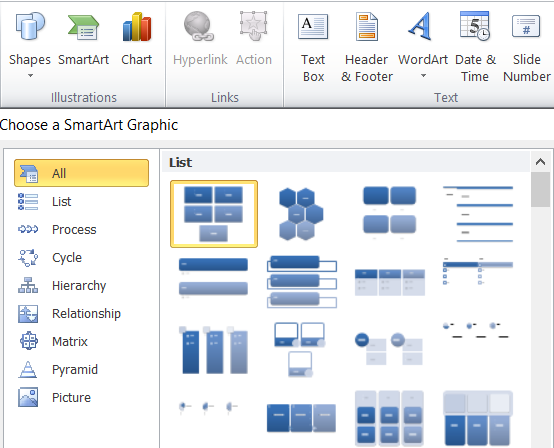 Shapes
SmartArt
Chart
Hyperlink
Action
Text
Box
Header
& Footer
WordArt
Date &
Time
Slide
Number
Illustrations
Links
Text
Choose a SmartArt Graphic
All
List
Process
Cycle
Hierarchy
Relationship
Matrix
Pyramid
Picture
List